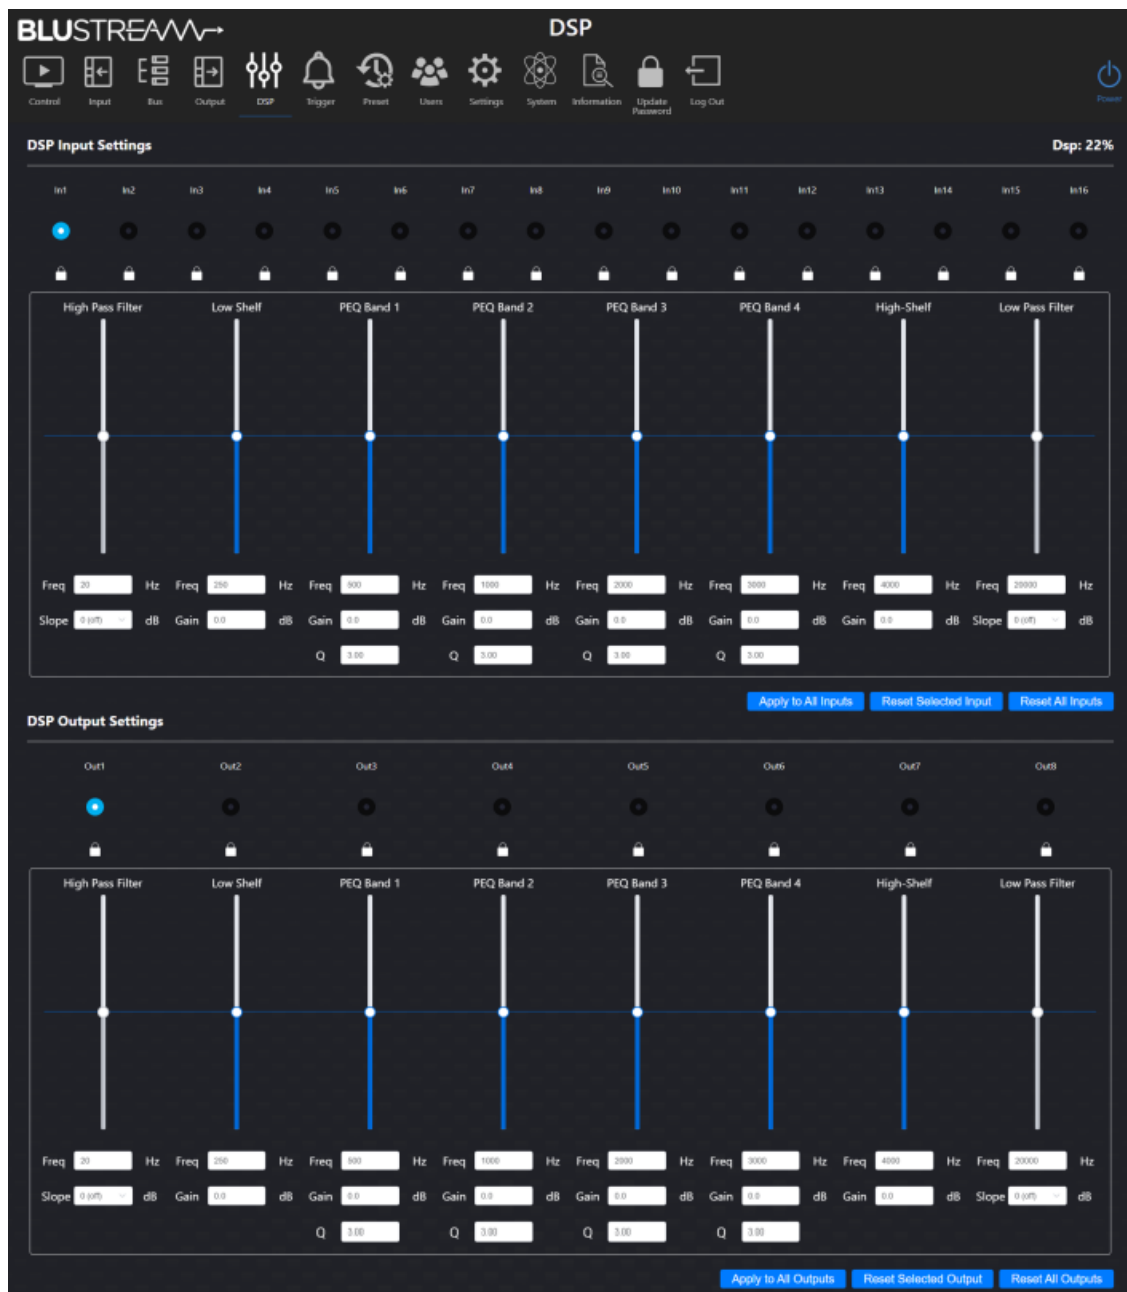 BLUSTREAM
DSP
Control Input Bus Output DSP Trigger Preset Users Settings System Information Update Password Log Out Power
DSP Input Settings Dsp: 22%
In1 In2 In3 In4 In5 In6 In7 In8 In9 In10 In11 In12 In13 In14 In15 In16
High Pass Filter Low Shelf PEQ Band 1 PEQ Band 2 PEQ Band 3 PEQ Band 4 High-Shelf Low Pass Filter
Freq 20 Hz Freq 250 Hz Freq 500 Hz Freq 1000 Hz Freq 2000 Hz Freq 3000 Hz Freq 4000 Hz Freq 20000 Hz
Slope 0 (off) dB Gain 0.0 dB Gain 0.0 dB Gain 0.0 dB Gain 0.0 dB Gain 0.0 dB Gain 0.0 dB Slope 0 (off) dB
Q 3.00 Q 3.00 Q 3.00 Q 3.00
Apply to All Inputs Reset Selected Input Reset All Inputs
DSP Output Settings
Out1 Out2 Out3 Out4 Out5 Out6 Out7 Out8
High Pass Filter Low Shelf PEQ Band 1 PEQ Band 2 PEQ Band 3 PEQ Band 4 High-Shelf Low Pass Filter
Freq 20 Hz Freq 250 Hz Freq 500 Hz Freq 1000 Hz Freq 2000 Hz Freq 3000 Hz Freq 4000 Hz Freq 20000 Hz
Slope 0 (off) dB Gain 0.0 dB Gain 0.0 dB Gain 0.0 dB Gain 0.0 dB Gain 0.0 dB Gain 0.0 dB Slope 0 (off) dB
Q 3.00 Q 3.00 Q 3.00 Q 3.00
Apply to All Outputs Reset Selected Output Reset All Outputs